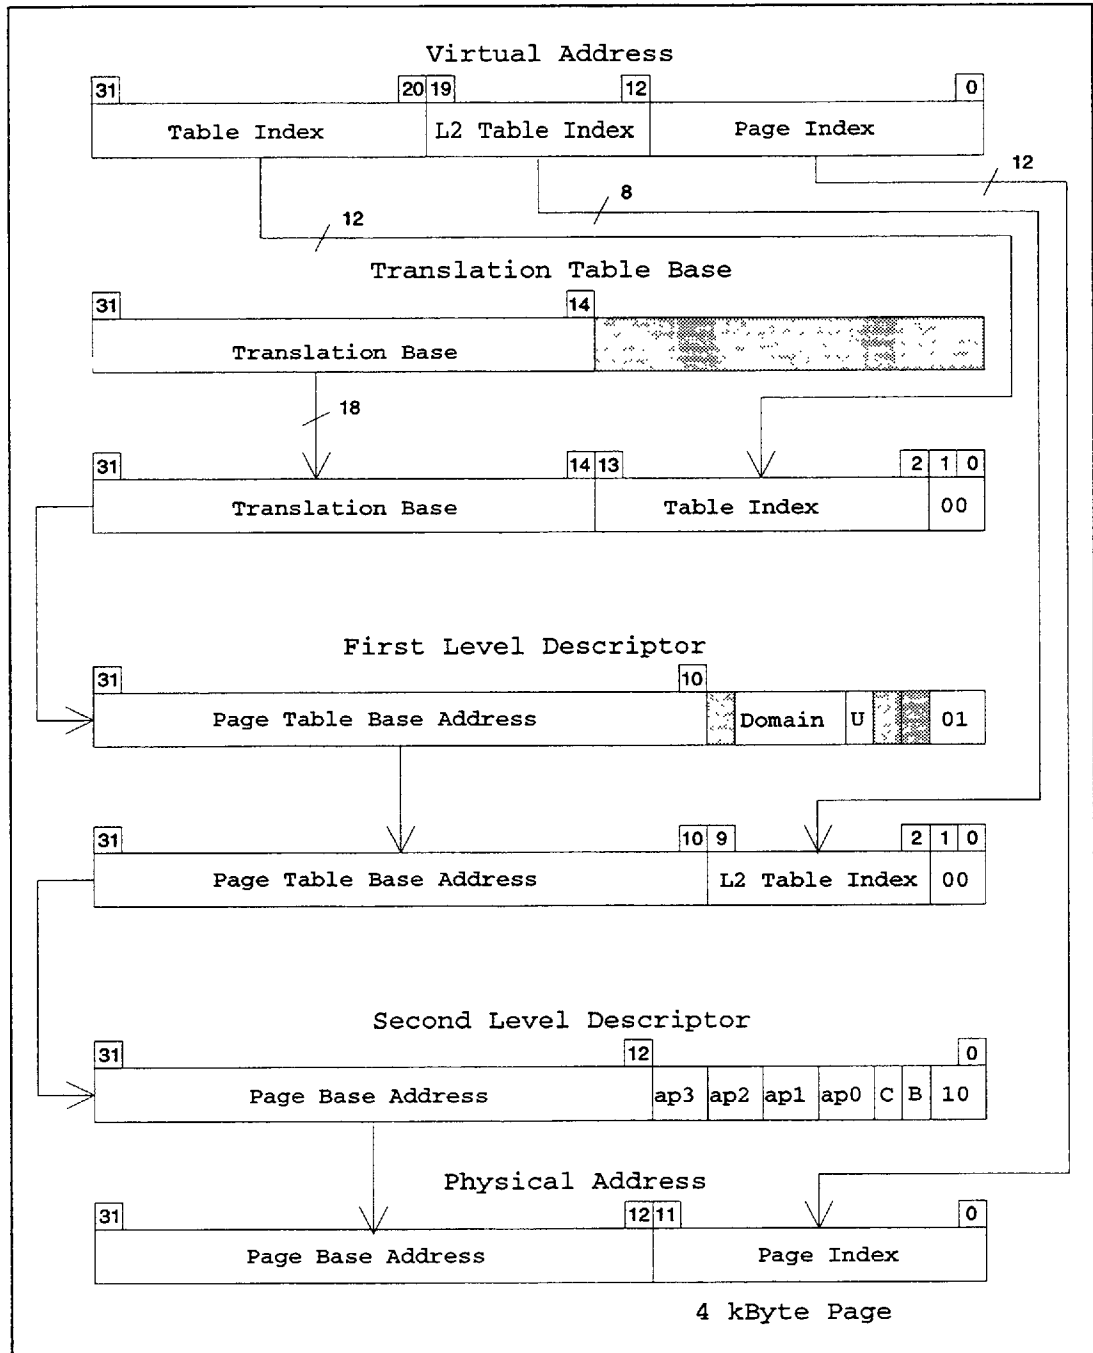 Virtual Address
31 20 19 12 0
Table Index L2 Table Index Page Index
12
8
12
Translation Table Base
31 14
Translation Base
18
31 14 13 2 1 0
Translation Base Table Index 00
First Level Descriptor
31 10
Page Table Base Address Domain U 01
31 10 9 2 1 0
Page Table Base Address L2 Table Index 00
Second Level Descriptor
31 12 0
Page Base Address ap3 ap2 ap1 ap0 C B 10
Physical Address
31 12 11 0
Page Base Address Page Index
4 kByte Page